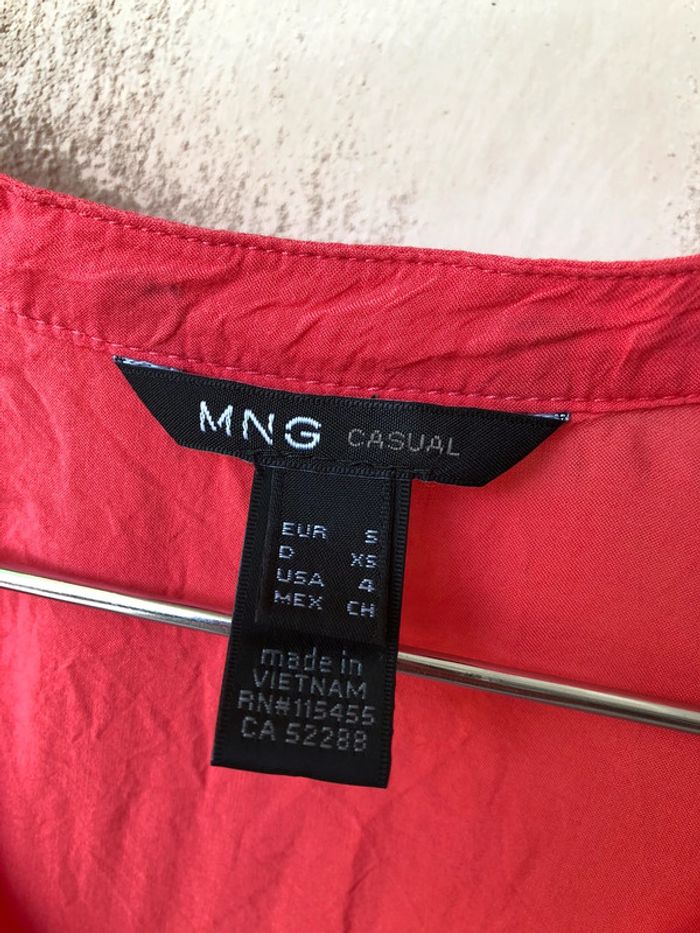 MNG CASUAL
EUR S
D XS
USA 4
MEX CH
made in
VIETNAM
RN#115455
CA 52288